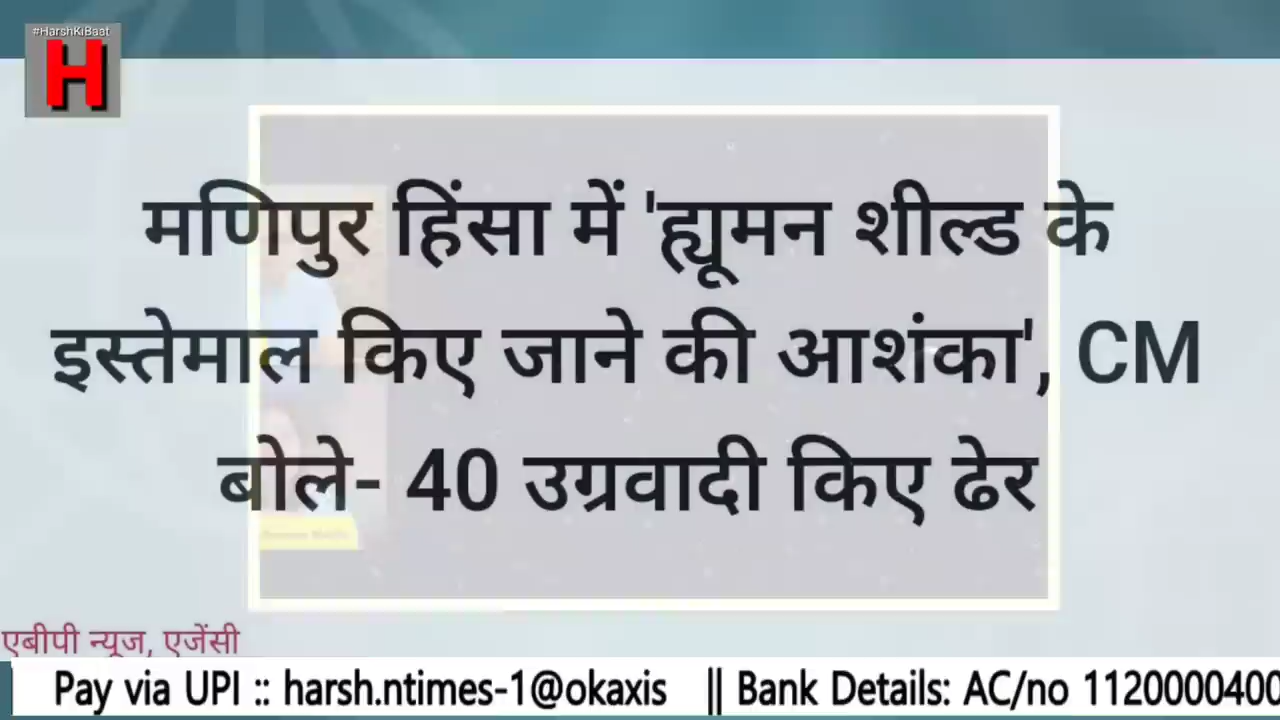 #HarshKiBaat
H
मणिपुर हिंसा में 'ह्यूमन शील्ड के
इस्तेमाल किए जाने की आशंका', CM
बोले- 40 उग्रवादी किए ढेर
एबीपी न्यूज, एजेंसी
Pay via UPI :: harsh.ntimes-1@okaxis || Bank Details: AC/no 1120000400